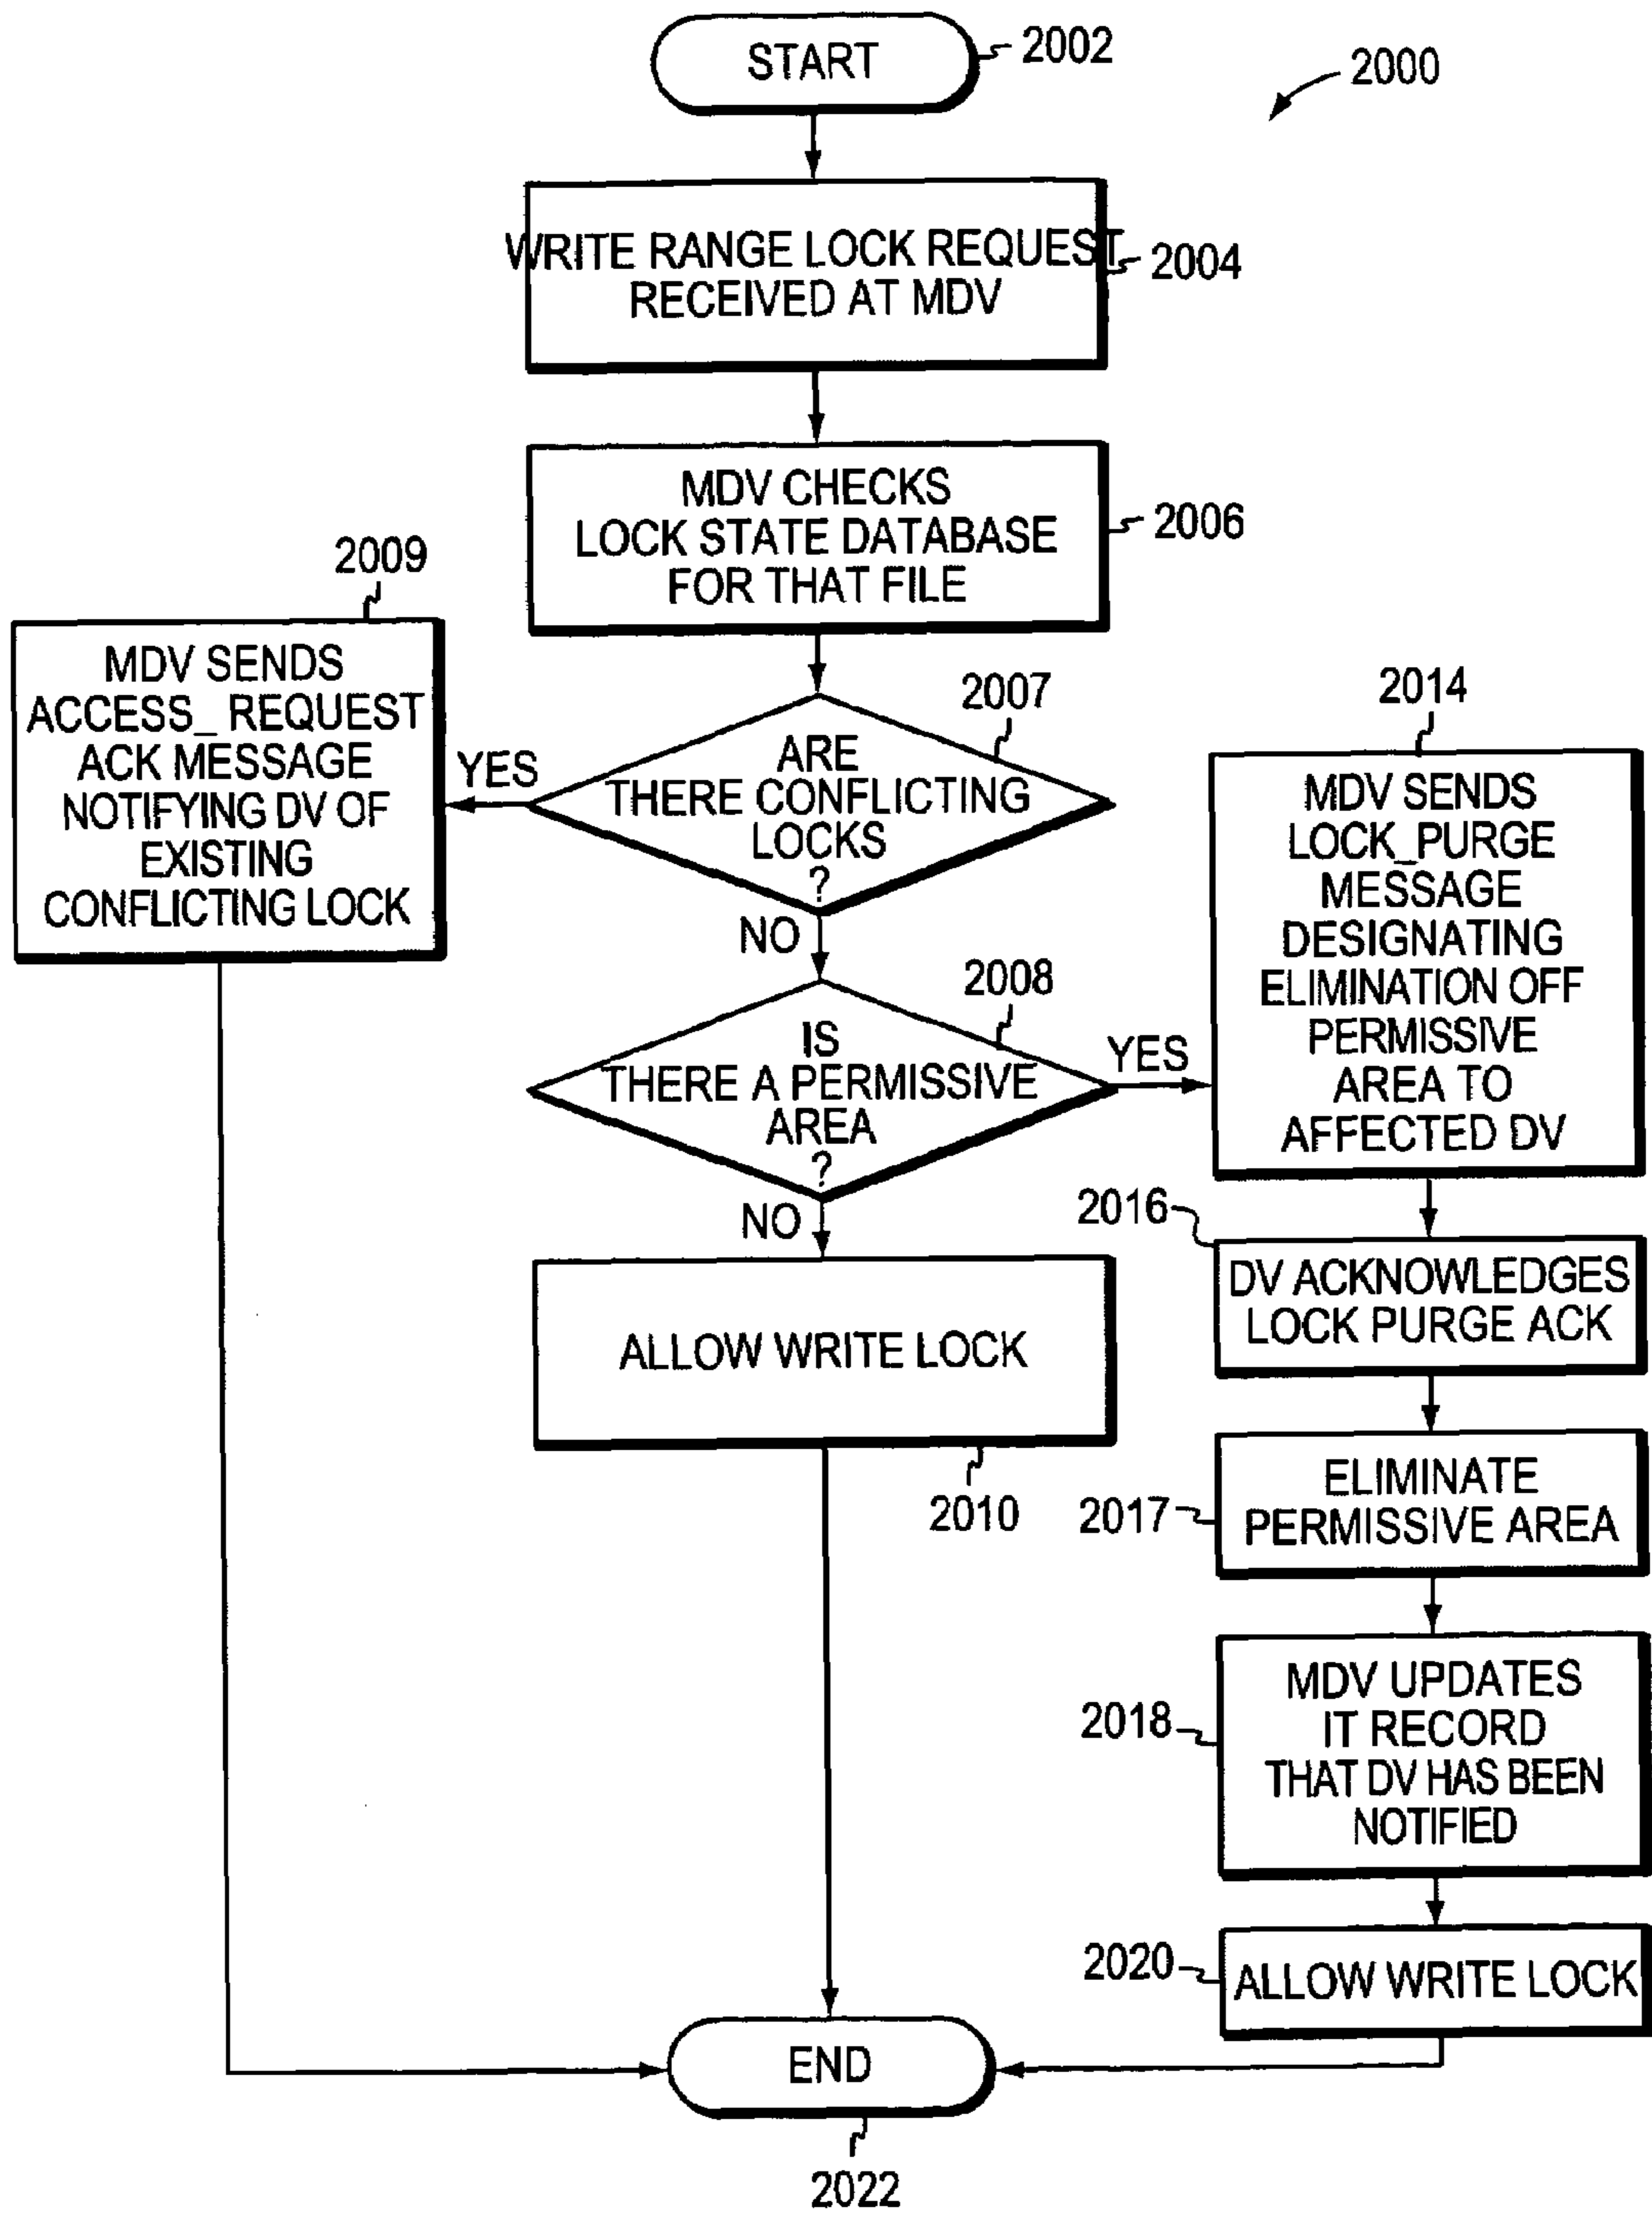 START
2002
2000
WRITE RANGE LOCK REQUEST
RECEIVED AT MDV
2004
MDV CHECKS
LOCK STATE DATABASE
FOR THAT FILE
2006
2009
MDV SENDS
ACCESS_ REQUEST
ACK MESSAGE
NOTIFYING DV OF
EXISTING
CONFLICTING LOCK
YES
2007
ARE
THERE CONFLICTING
LOCKS
?
NO
2008
IS
THERE A PERMISSIVE
AREA
?
YES
NO
2014
MDV SENDS
LOCK_PURGE
MESSAGE
DESIGNATING
ELIMINATION OFF
PERMISSIVE
AREA TO
AFFECTED DV
2016
DV ACKNOWLEDGES
LOCK PURGE ACK
ALLOW WRITE LOCK
2010
2017
ELIMINATE
PERMISSIVE AREA
2018
MDV UPDATES
IT RECORD
THAT DV HAS BEEN
NOTIFIED
2020
ALLOW WRITE LOCK
END
2022